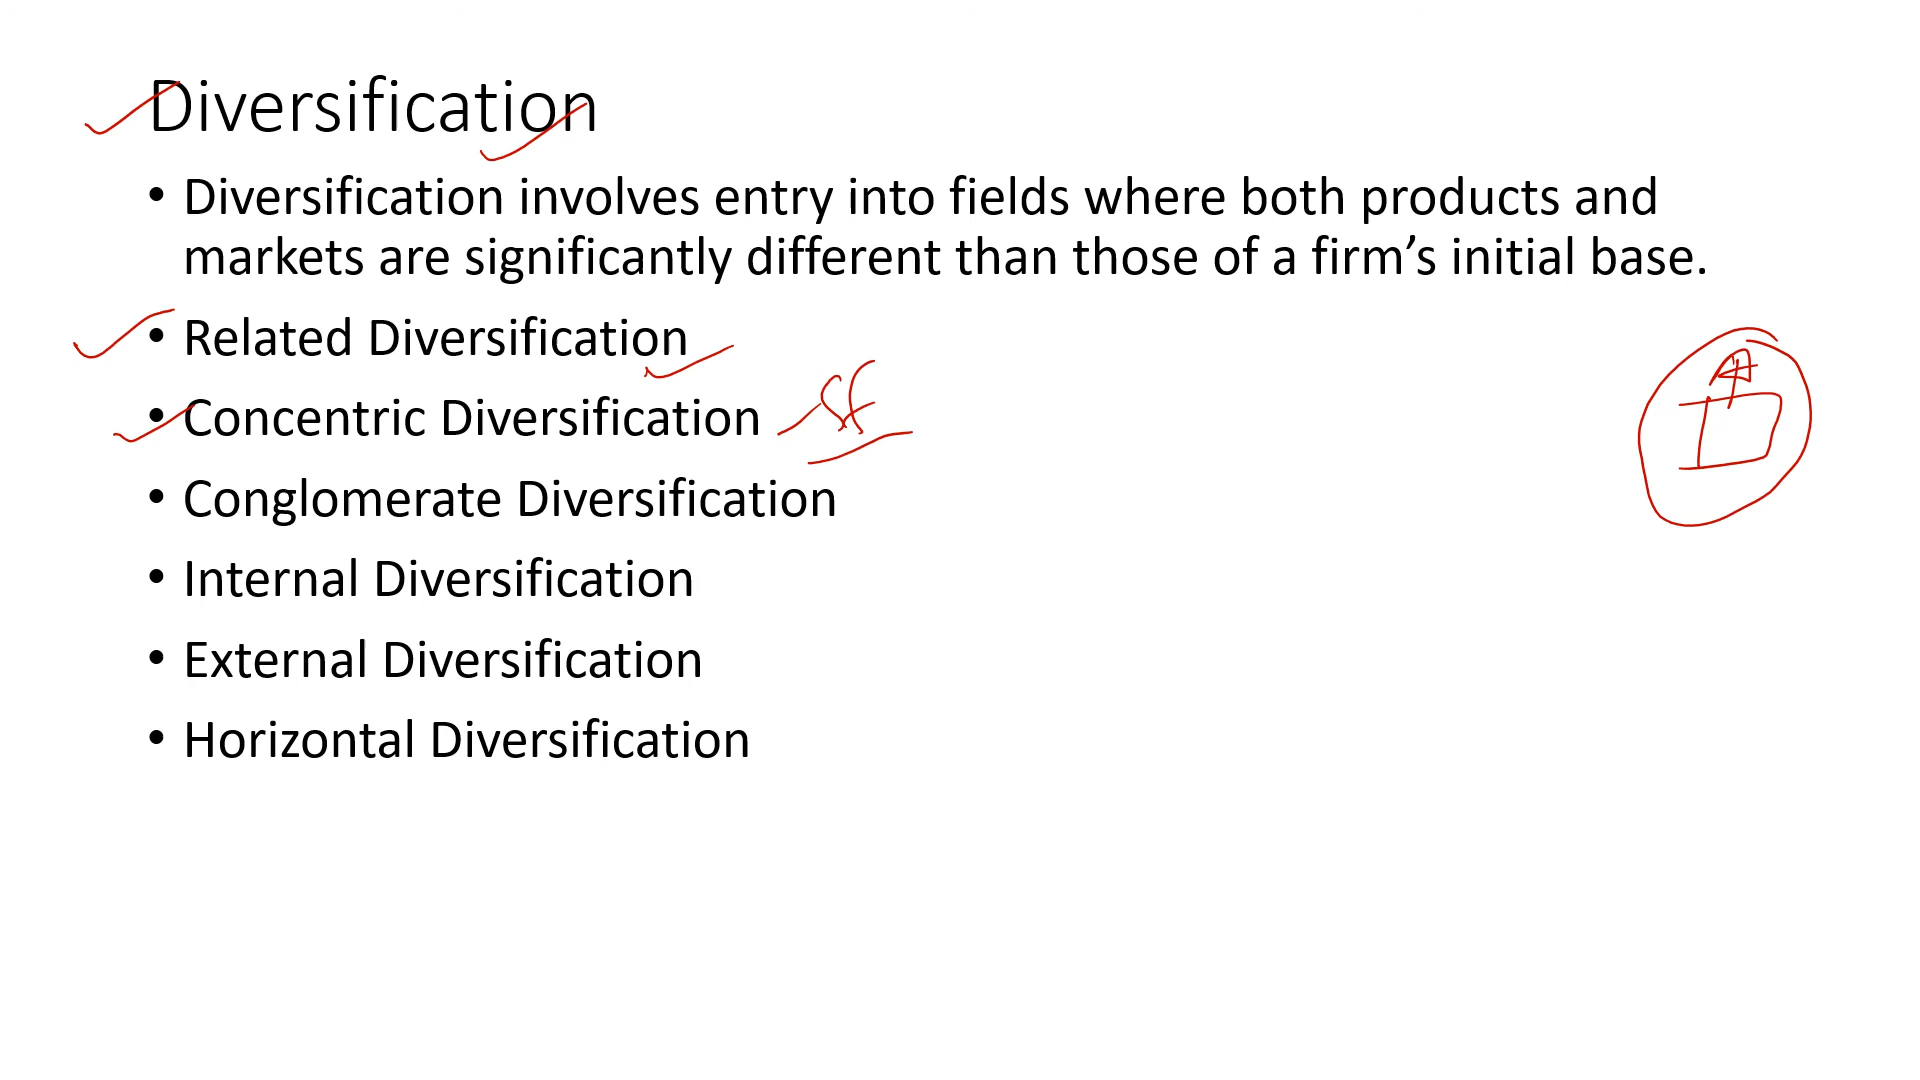 Diversification
• Diversification involves entry into fields where both products and
markets are significantly different than those of a firm’s initial base.
• Related Diversification
• Concentric Diversification
• Conglomerate Diversification
• Internal Diversification
• External Diversification
• Horizontal Diversification